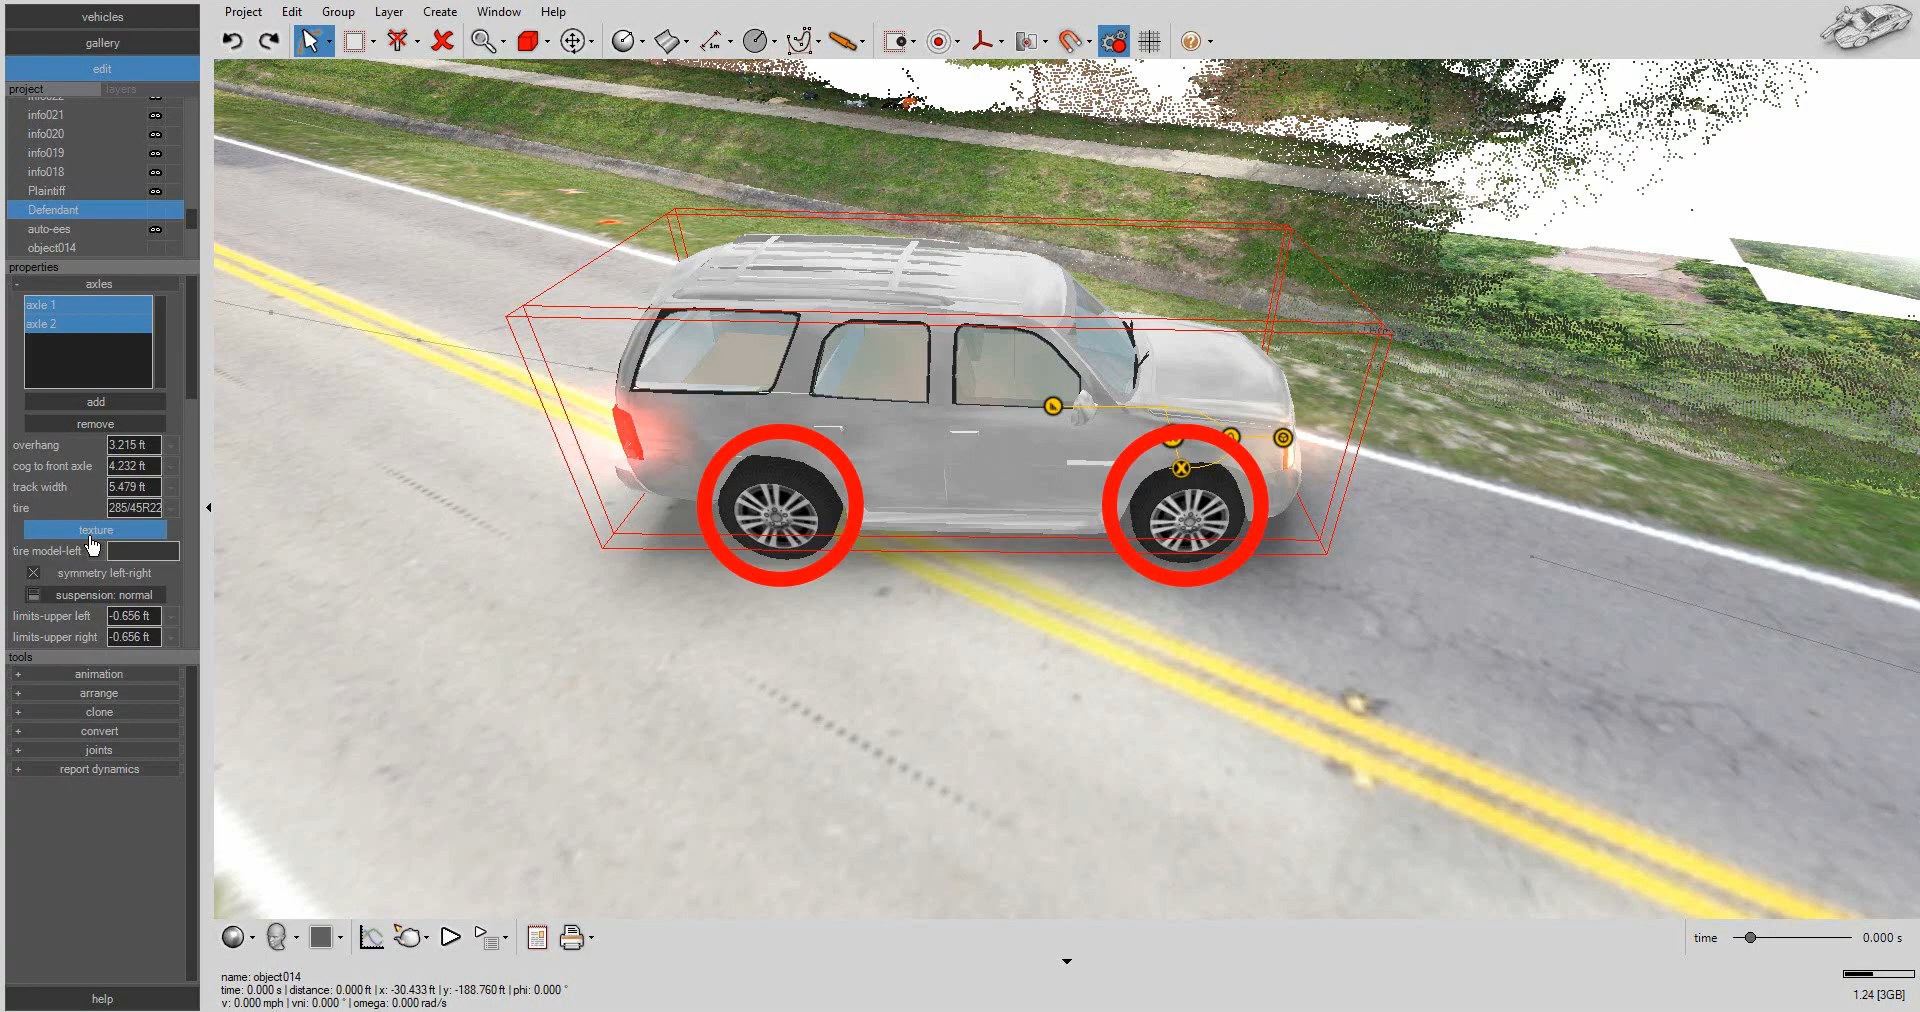 Project Edit Group Layer Create Window Help
vehicles
gallery
edit
project layers
info022
info021
info020
info019
info018
Plaintiff
Defendant
auto-ees
object014
properties
- axles
axle 1
axle 2
add
remove
overhang 3.215 ft
cog to front axle 4.232 ft
track width 5.479 ft
tire 285/45R22
texture
tire model-left
symmetry left-right
suspension: normal
limits-upper left -0.656 ft
limits-upper right -0.656 ft
tools
+ animation
+ arrange
+ clone
+ convert
+ joints
+ report dynamics
help
1m
X
time 0.000 s
name: object014
time: 0.000 s | distance: 0.000 ft | x: -30.433 ft | y: -188.760 ft | phi: 0.000 °
v: 0.000 mph | vni: 0.000 ° | omega: 0.000 rad/s
1.24 [3GB]